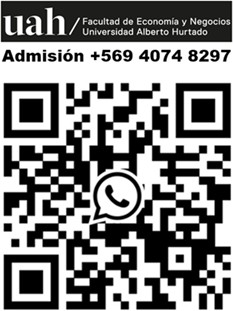 uah/
Facultad de Economía y Negocios
Universidad Alberto Hurtado
Admisión +569 4074 8297